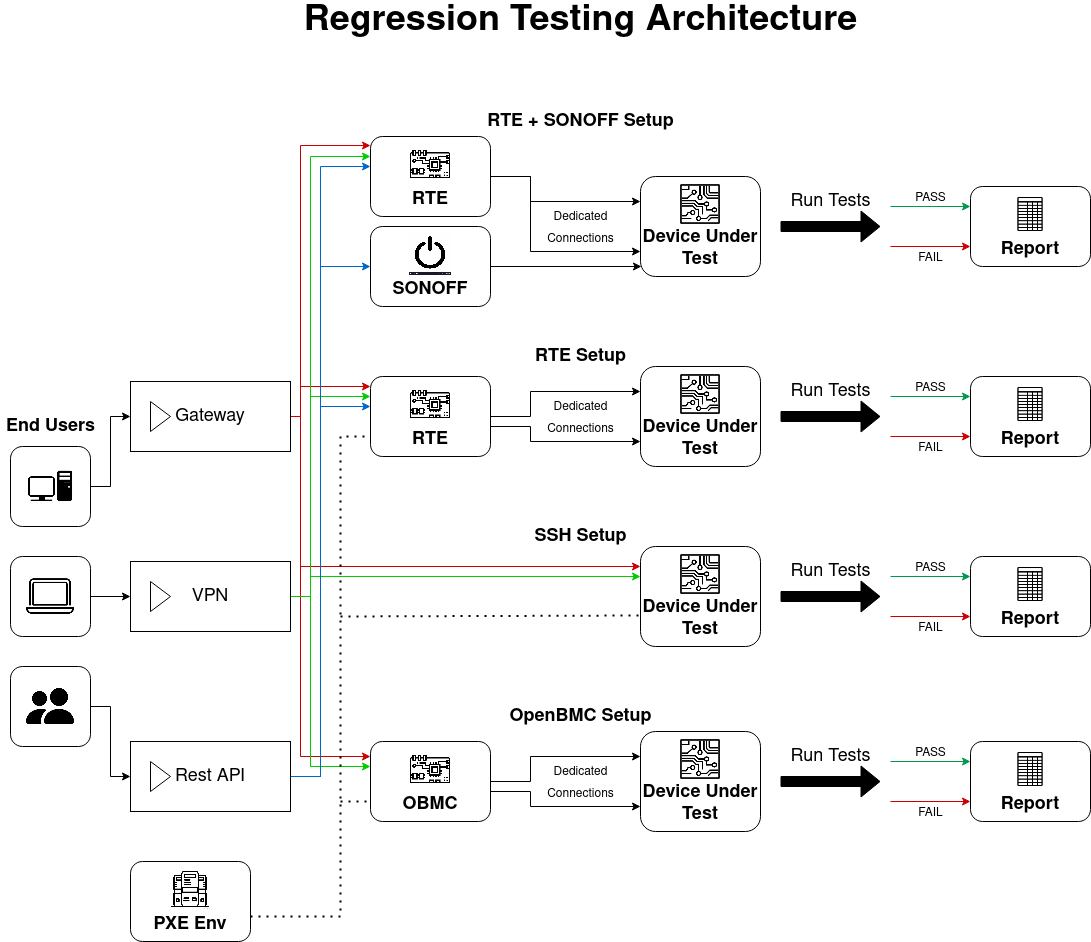 Regression Testing Architecture
RTE + SONOFF Setup
RTE
SONOFF
Dedicated
Connections
Device Under
Test
Run Tests
PASS
FAIL
Report
RTE Setup
RTE
Dedicated
Connections
Device Under
Test
Run Tests
PASS
FAIL
Report
End Users
Gateway
SSH Setup
VPN
Device Under
Test
Run Tests
PASS
FAIL
Report
OpenBMC Setup
Rest API
OBMC
Dedicated
Connections
Device Under
Test
Run Tests
PASS
FAIL
Report
PXE Env